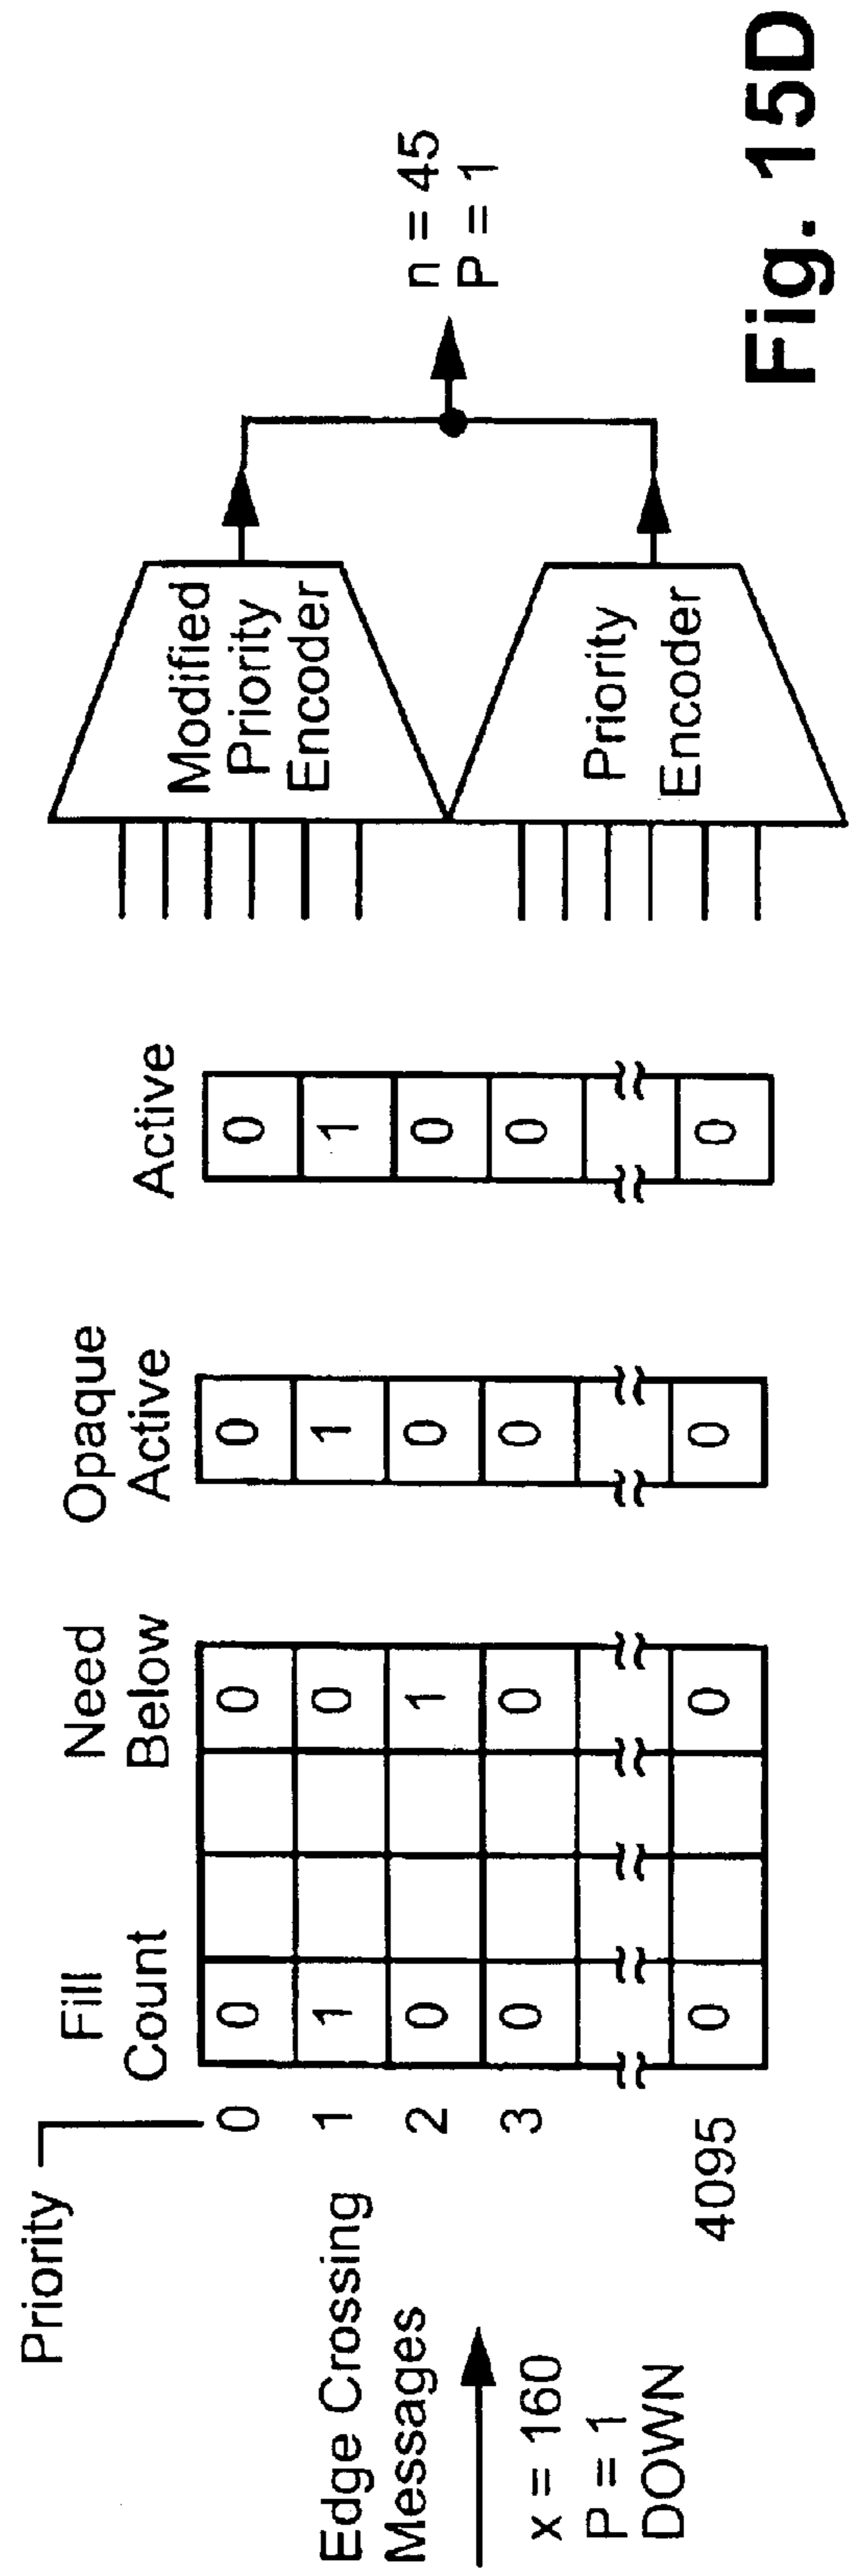 Priority
Fill
Count
Need
Below
Opaque
Active
Active
0 0 0 0 0
1 1 0 1 1
2 0 1 0 0
3 0 0 0 0
4095 0 0 0 0
Edge Crossing
Messages
x = 160
P = 1
DOWN
Modified
Priority
Encoder
Priority
Encoder
n = 45
P = 1
Fig. 15D